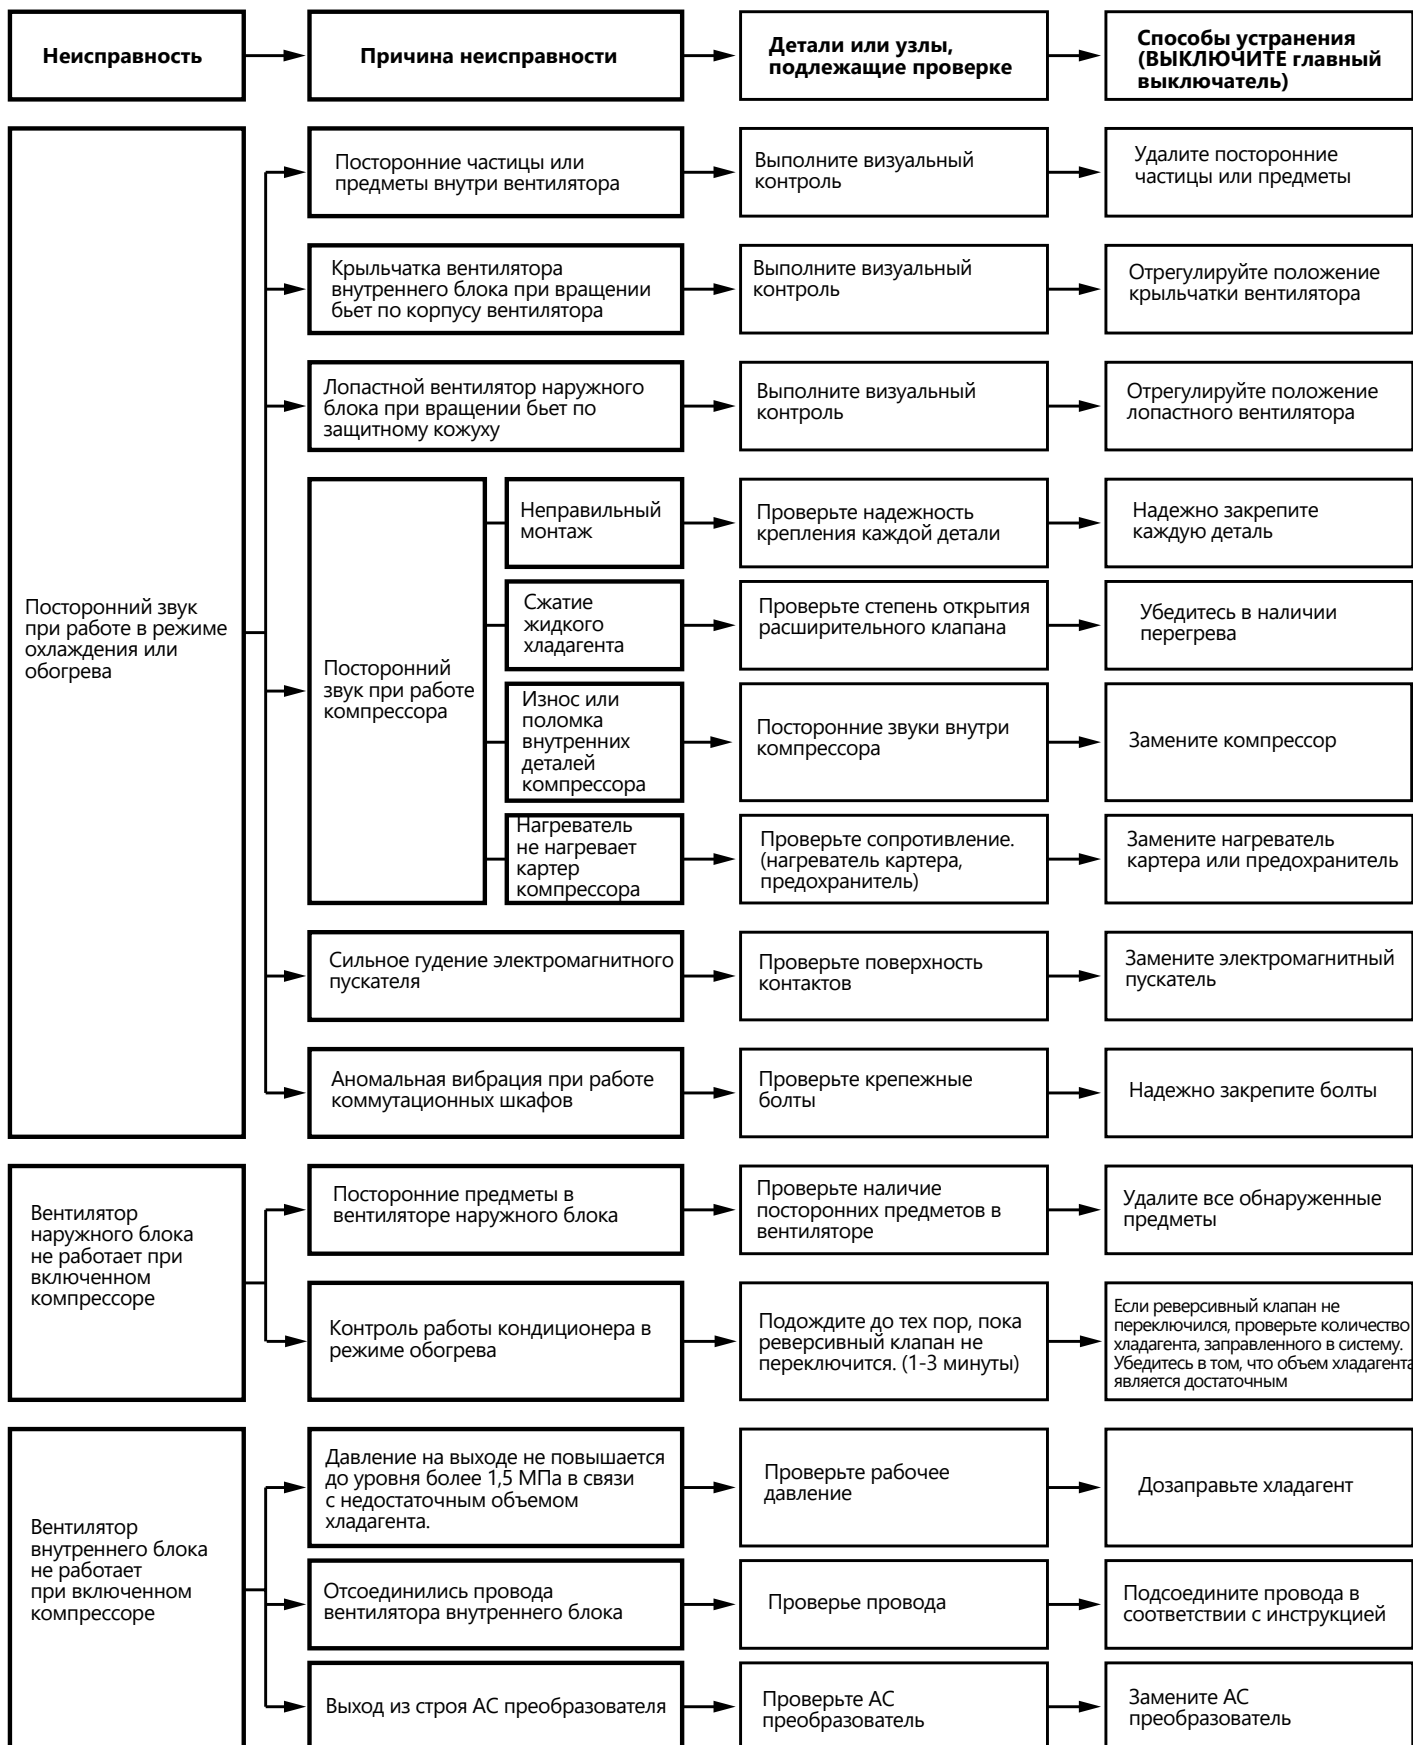 Неисправность
Причина неисправности
Детали или узлы,
подлежащие проверке
Способы устранения
(ВЫКЛЮЧИТЕ главный
выключатель)
Посторонний звук
при работе в режиме
охлаждения или
обогрева
Посторонние частицы или
предметы внутри вентилятора
Выполните визуальный
контроль
Удалите посторонние
частицы или предметы
Крыльчатка вентилятора
внутреннего блока при вращении
бьет по корпусу вентилятора
Выполните визуальный
контроль
Отрегулируйте положение
крыльчатки вентилятора
Лопастной вентилятор наружного
блока при вращении бьет по
защитному кожуху
Выполните визуальный
контроль
Отрегулируйте положение
лопастного вентилятора
Посторонний
звук при работе
компрессора
Неправильный
монтаж
Проверьте надежность
крепления каждой детали
Надежно закрепите
каждую деталь
Сжатие
жидкого
хладагента
Проверьте степень открытия
расширительного клапана
Убедитесь в наличии
перегрева
Износ или
поломка
внутренних
деталей
компрессора
Посторонние звуки внутри
компрессора
Замените компрессор
Нагреватель
не нагревает
картер
компрессора
Проверьте сопротивление.
(нагреватель картера,
предохранитель)
Замените нагреватель
картера или предохранитель
Сильное гудение электромагнитного
пускателя
Проверьте поверхность
контактов
Замените электромагнитный
пускатель
Аномальная вибрация при работе
коммутационных шкафов
Проверьте крепежные
болты
Надежно закрепите болты
Вентилятор
наружного блока
не работает при
включенном
компрессоре
Посторонние предметы в
вентиляторе наружного блока
Проверьте наличие
посторонних предметов в
вентиляторе
Удалите все обнаруженные
предметы
Контроль работы кондиционера в
режиме обогрева
Подождите до тех пор, пока
реверсивный клапан не
переключится. (1-3 минуты)
Если реверсивный клапан не
переключился, проверьте количество
хладагента, заправленного в систему.
Убедитесь в том, что объем хладагента
является достаточным
Вентилятор
внутреннего блока
не работает
при включенном
компрессоре
Давление на выходе не повышается
до уровня более 1,5 МПа в связи
с недостаточным объемом
хладагента.
Проверьте рабочее
давление
Дозаправьте хладагент
Отсоединились провода
вентилятора внутреннего блока
Проверье провода
Подсоедините провода в
соответствии с инструкцией
Выход из строя АС преобразователя
Проверьте АС
преобразователь
Замените АС
преобразователь